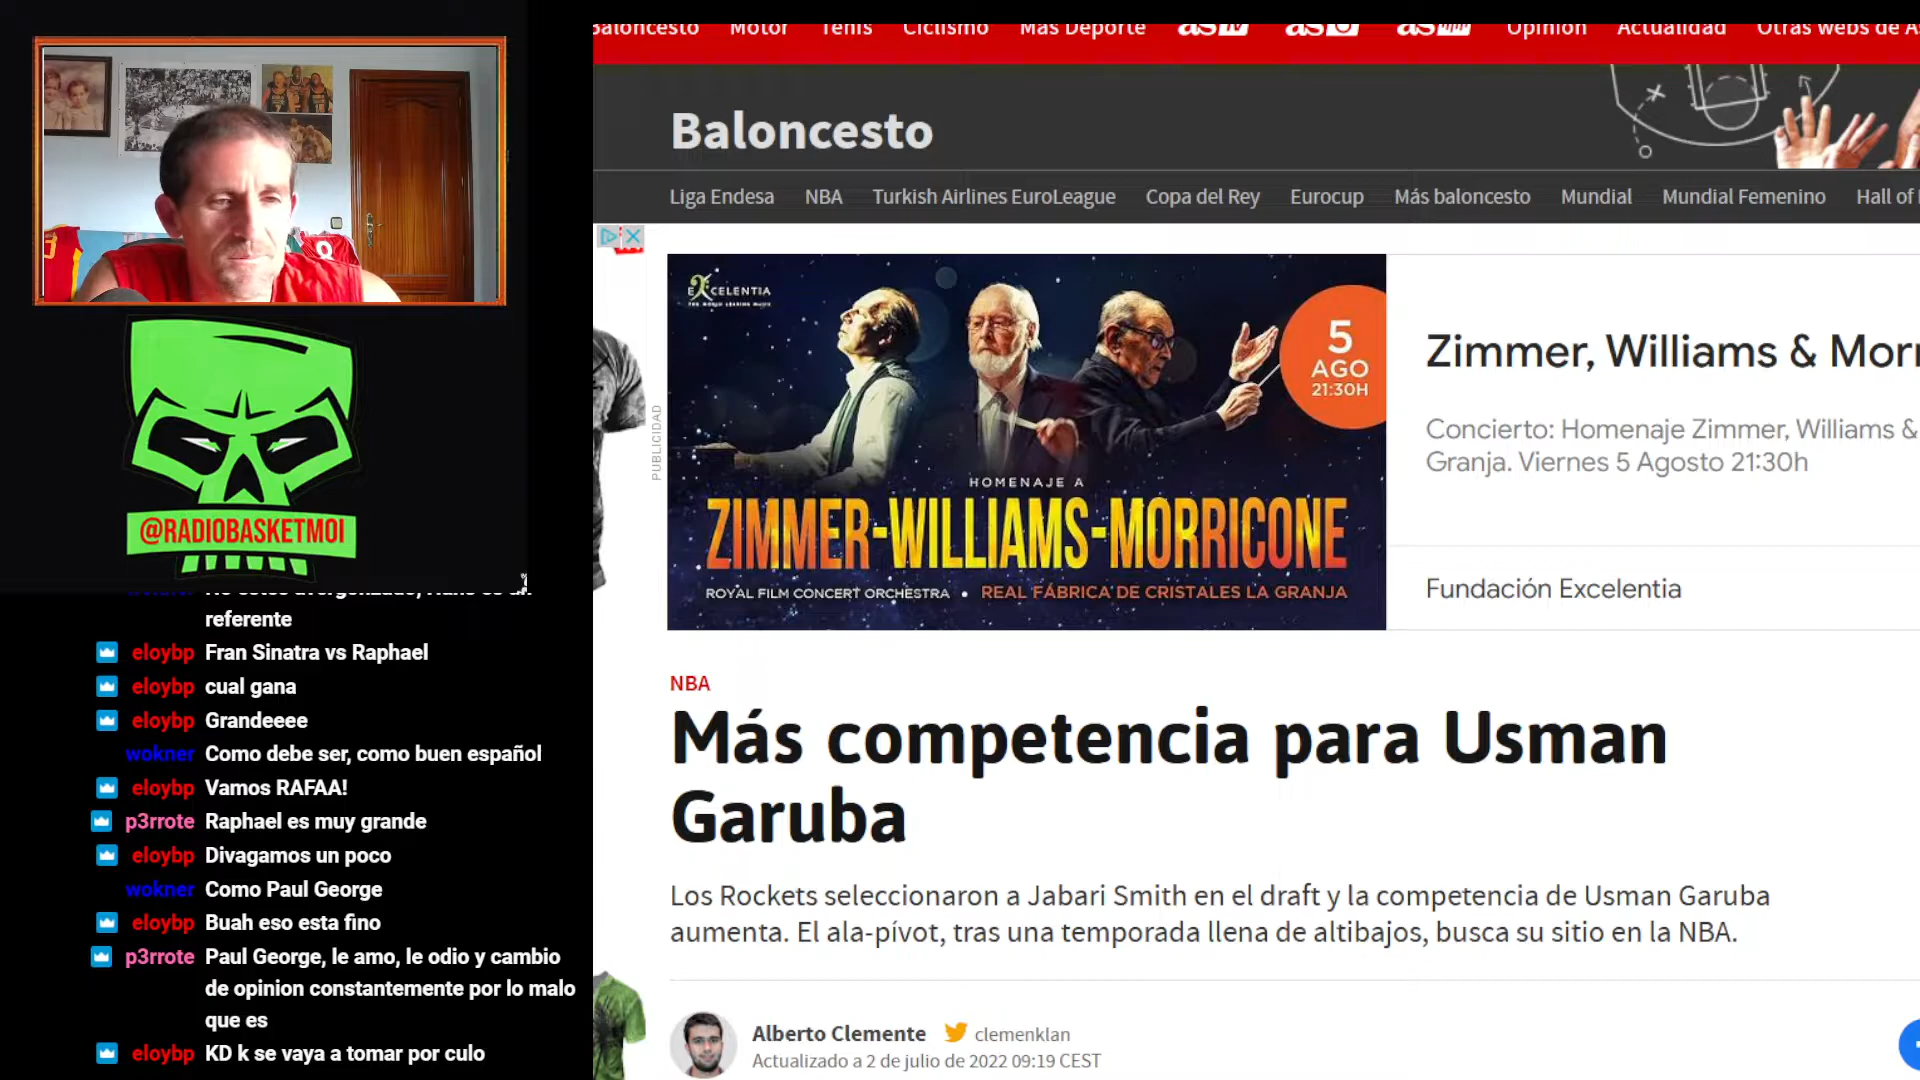 Baloncesto Motor Tenis Ciclismo Más Deporte as tv as as Opinión Actualidad Otras webs de
Baloncesto
Liga Endesa NBA Turkish Airlines EuroLeague Copa del Rey Eurocup Más baloncesto Mundial Mundial Femenino Hall of
PUBLICIDAD
EXCELENTIA
5
AGO
21:30H
HOMENAJE A
ZIMMER-WILLIAMS-MORRICONE
ROYAL FILM CONCERT ORCHESTRA • REAL FÁBRICA DE CRISTALES LA GRANJA
Zimmer, Williams & Mor
Concierto: Homenaje Zimmer, Williams &
Granja. Viernes 5 Agosto 21:30h
Fundación Excelentia
NBA
Más competencia para Usman
Garuba
Los Rockets seleccionaron a Jabari Smith en el draft y la competencia de Usman Garuba
aumenta. El ala-pívot, tras una temporada llena de altibajos, busca su sitio en la NBA.
Alberto Clemente clemenklan
Actualizado a 2 de julio de 2022 09:19 CEST
@RADIOBASKETMOI
referente
eloybp Fran Sinatra vs Raphael
eloybp cual gana
eloybp Grandeeee
wokner Como debe ser, como buen español
eloybp Vamos RAFAA!
p3rrote Raphael es muy grande
eloybp Divagamos un poco
wokner Como Paul George
eloybp Buah eso esta fino
p3rrote Paul George, le amo, le odio y cambio
de opinion constantemente por lo malo
que es
eloybp KD k se vaya a tomar por culo